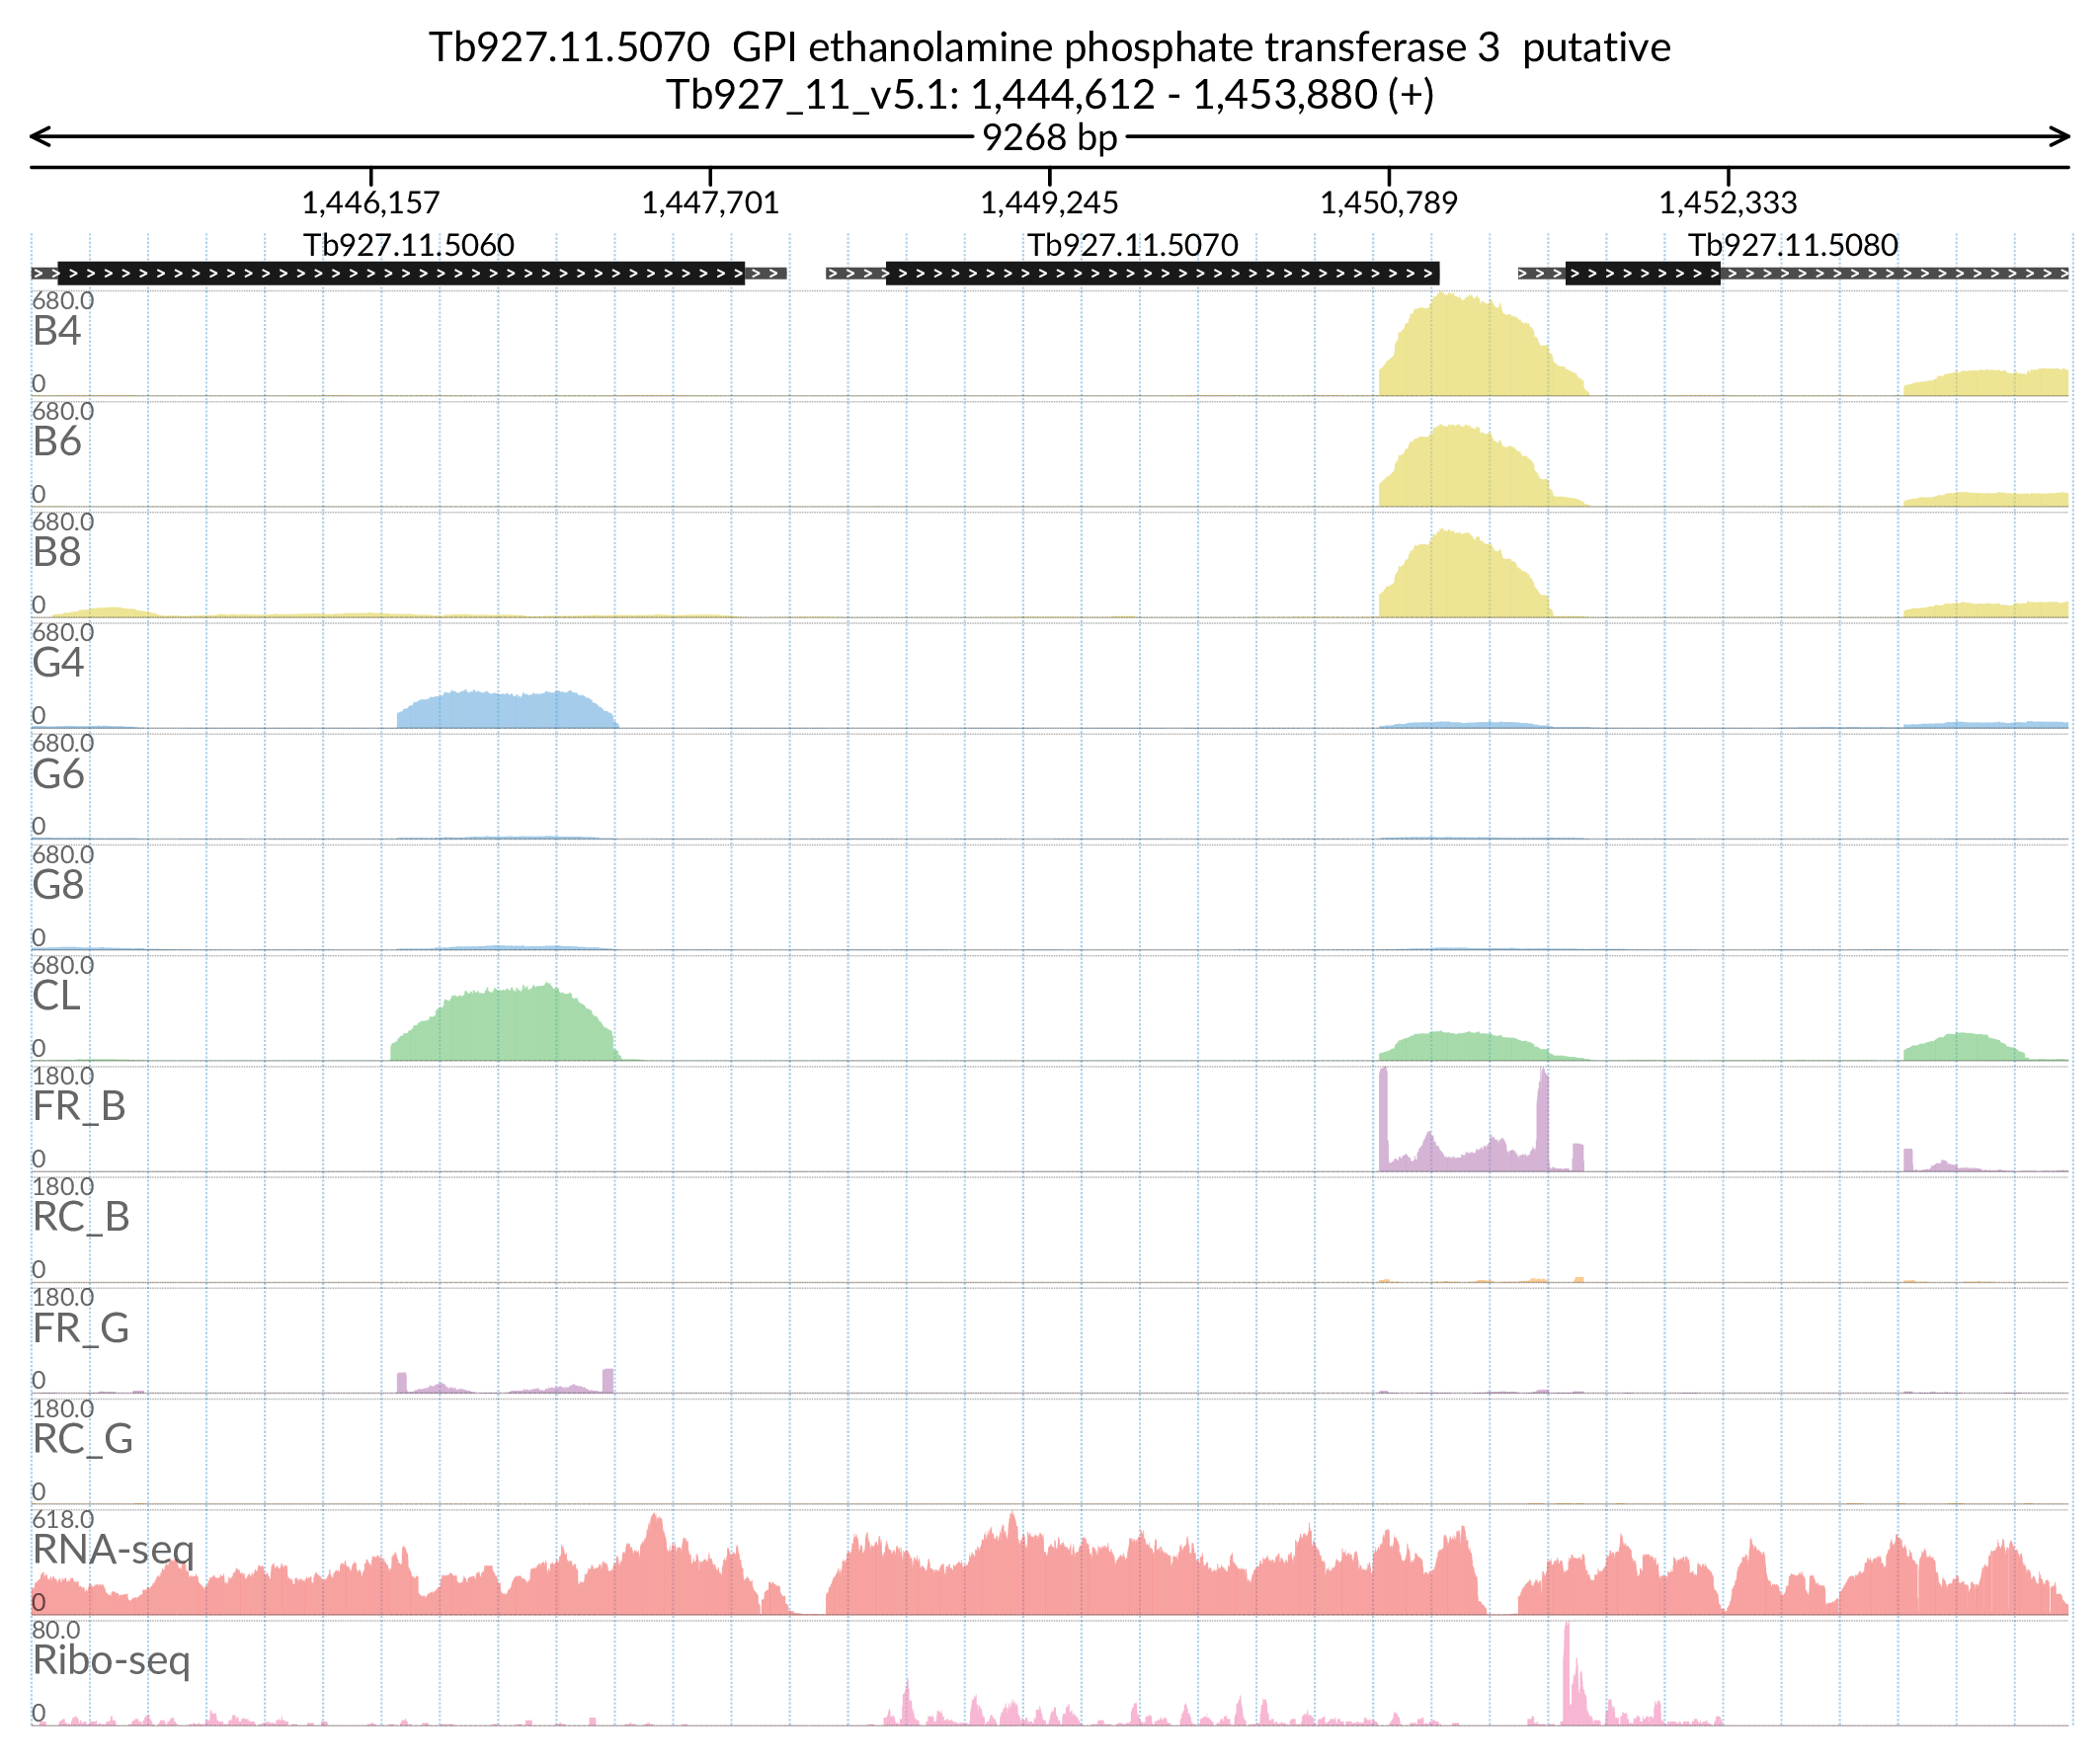 Tb927.11.5070 GPI ethanolamine phosphate transferase 3 putative
Tb927_11_v5.1: 1,444,612 - 1,453,880 (+)
9268 bp
1,446,157 1,447,701 1,449,245 1,450,789 1,452,333
Tb927.11.5060 Tb927.11.5070 Tb927.11.5080
680.0
B4
0
680.0
B6
0
680.0
B8
0
680.0
G4
0
680.0
G6
0
680.0
G8
0
680.0
CL
0
180.0
FR_B
0
180.0
RC_B
0
180.0
FR_G
0
180.0
RC_G
0
618.0
RNA-seq
0
80.0
Ribo-seq
0